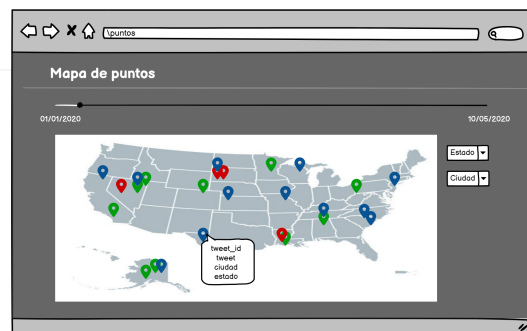 \puntos
Mapa de puntos
01/01/2020
10/05/2020
Estado
Ciudad
tweet_id
tweet
ciudad
estado